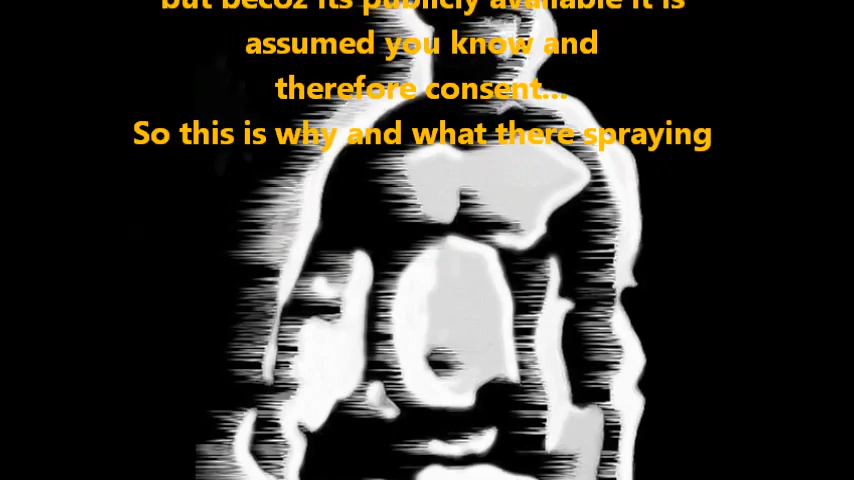 but becoz its publicly available it is
assumed you know and
therefore consent...
So this is why and what there spraying